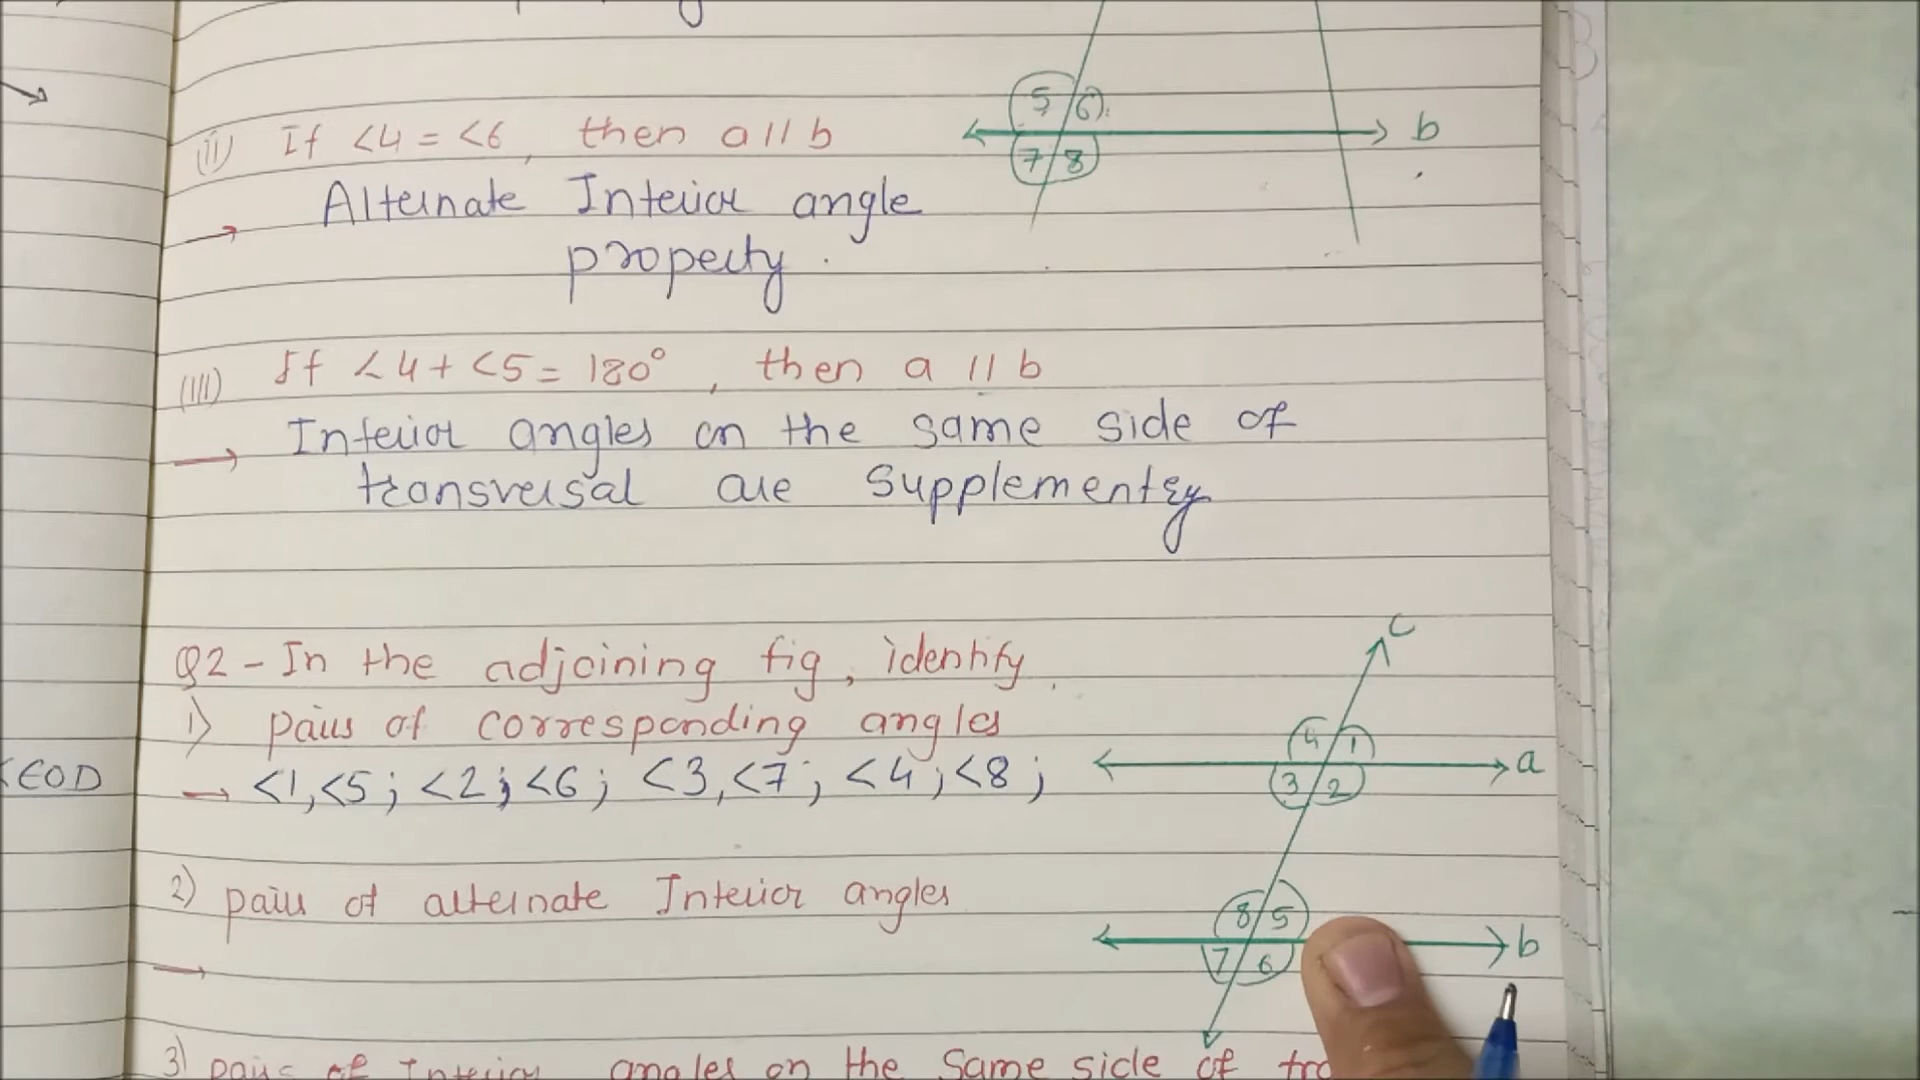 5 6
b
7 8
(ii) If <4 = <6, then a // b
Alternate Interior angle
property.
(iii) If <4 + <5 = 180°, then a // b
Interior angles on the same side of
transversal are Supplementry
c
Q2 - In the adjoining fig, identify
1) pairs of corresponding angles
4 1
<1, <5 ; <2 ; <6 ; <3, <7 ; <4 ; <8 ;
a
3 2
EOD
2) pairs of alternate Interior angles
8 5
b
7 6
3) pairs of Interior angles on the Same side of